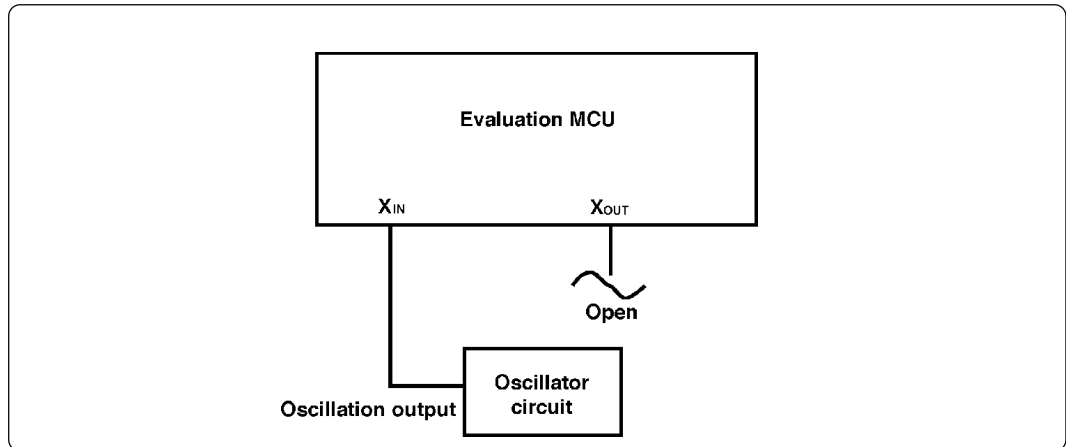 Evaluation MCU
XIN
XOUT
Open
Oscillator
circuit
Oscillation output